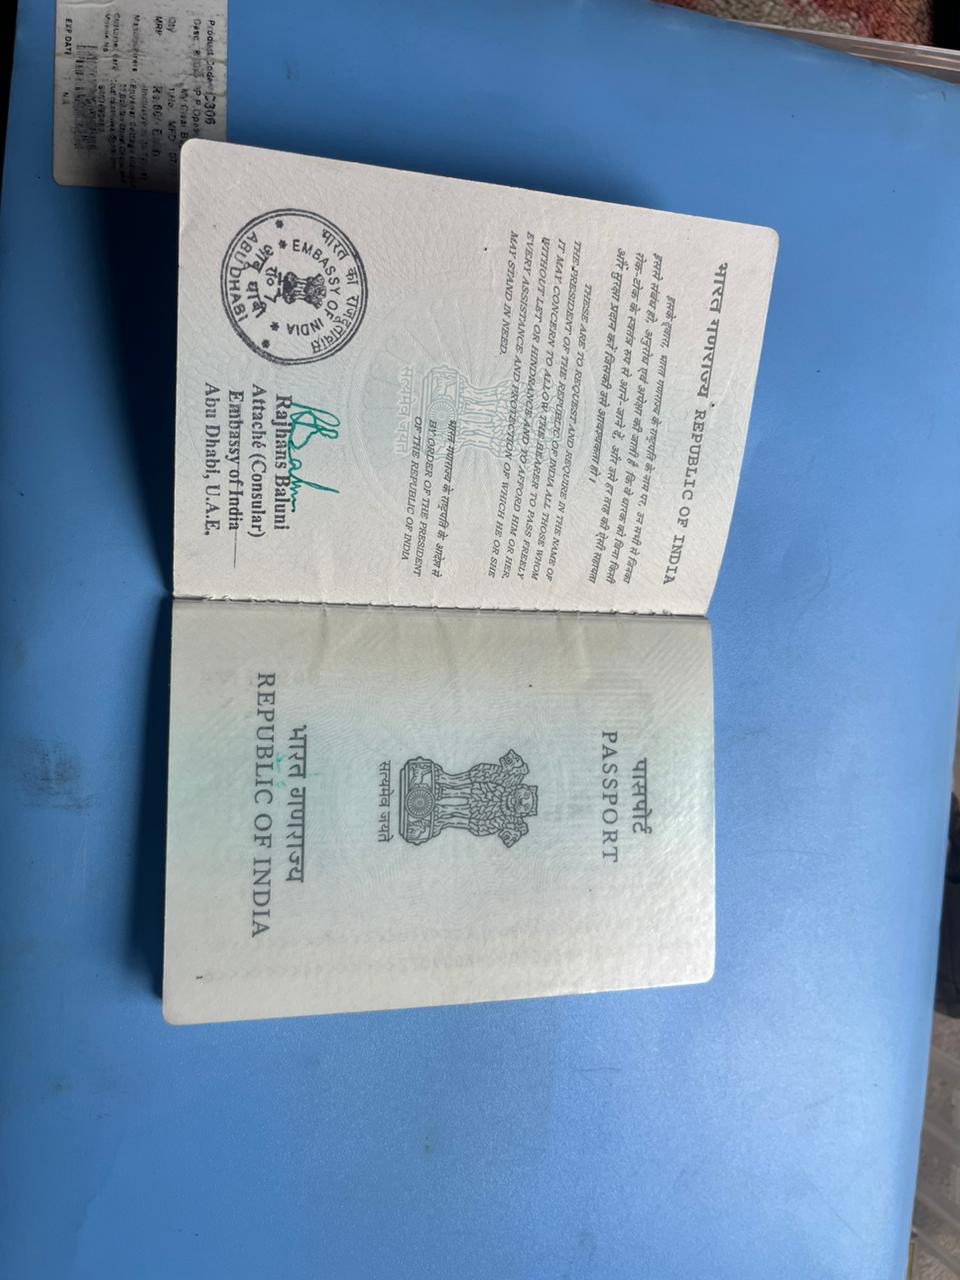 भारत गणराज्य REPUBLIC OF INDIA
इसके द्वारा, भारत गणराज्य के राष्ट्रपति के नाम पर, उन सभी से जिनका
इससे संबंध हो, अनुरोध एवं अपेक्षा की जाती है कि वे धारक को बिना किसी
रोक-टोक के स्वतंत्र रूप से आने-जाने दें, और उसे हर तरह की ऐसी सहायता
और सुरक्षा प्रदान करें जिसकी उसे आवश्यकता हो।
THESE ARE TO REQUEST AND REQUIRE IN THE NAME OF
THE PRESIDENT OF THE REPUBLIC OF INDIA ALL THOSE WHOM
IT MAY CONCERN TO ALLOW THE BEARER TO PASS FREELY
WITHOUT LET OR HINDRANCE AND TO AFFORD HIM OR HER,
EVERY ASSISTANCE AND PROTECTION OF WHICH HE OR SHE
MAY STAND IN NEED.
सत्यमेव जयते
भारत गणराज्य के राष्ट्रपति के आदेश से
BY ORDER OF THE PRESIDENT
OF THE REPUBLIC OF INDIA
भारत का राजदूतावास
EMBASSY OF INDIA
आबू धाबी
ABU DHABI
Rajhans Baluni
Attaché (Consular)
Embassy of India
Abu Dhabi, U.A.E.
पासपोर्ट
PASSPORT
सत्यमेव जयते
भारत गणराज्य
REPUBLIC OF INDIA
1
Product Code: C306
Qty
MRP
EXP DATE